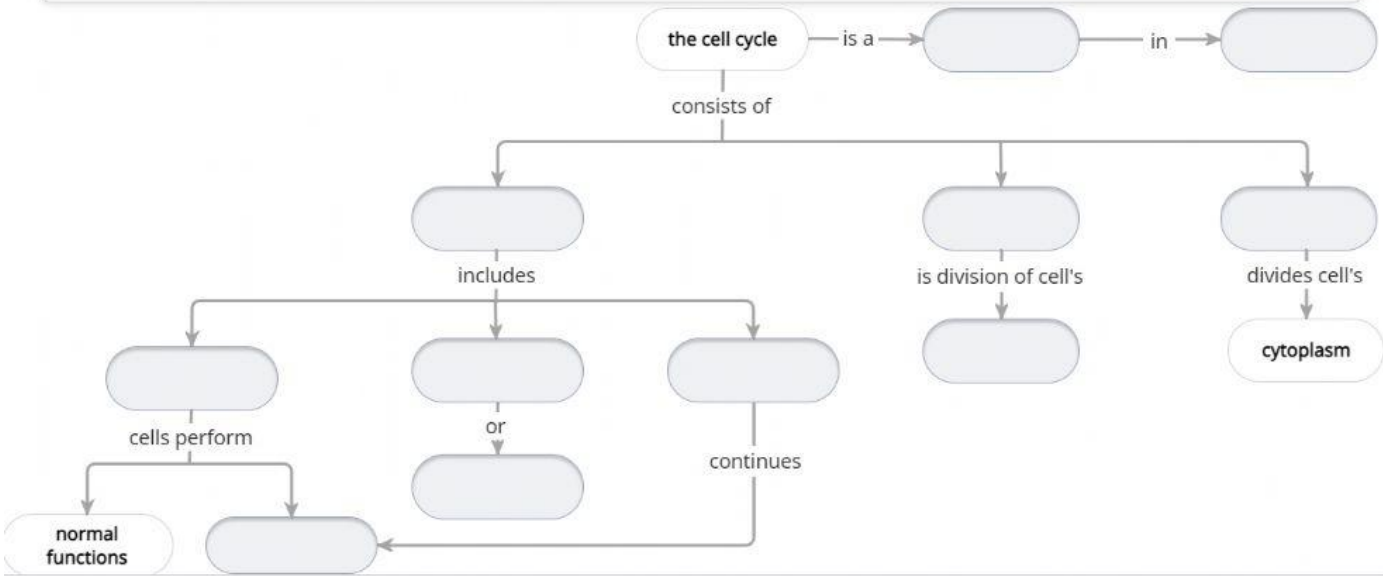 the cell cycle
is a
in
consists of
includes
is division of cell's
divides cell's
cytoplasm
cells perform
or
continues
normal
functions